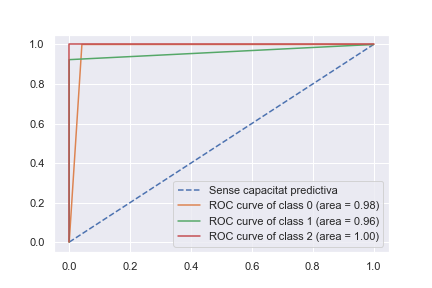 1.0
0.8
0.6
0.4
0.2
0.0
Sense capacitat predictiva
ROC curve of class 0 (area = 0.98)
ROC curve of class 1 (area = 0.96)
ROC curve of class 2 (area = 1.00)
0.0 0.2 0.4 0.6 0.8 1.0